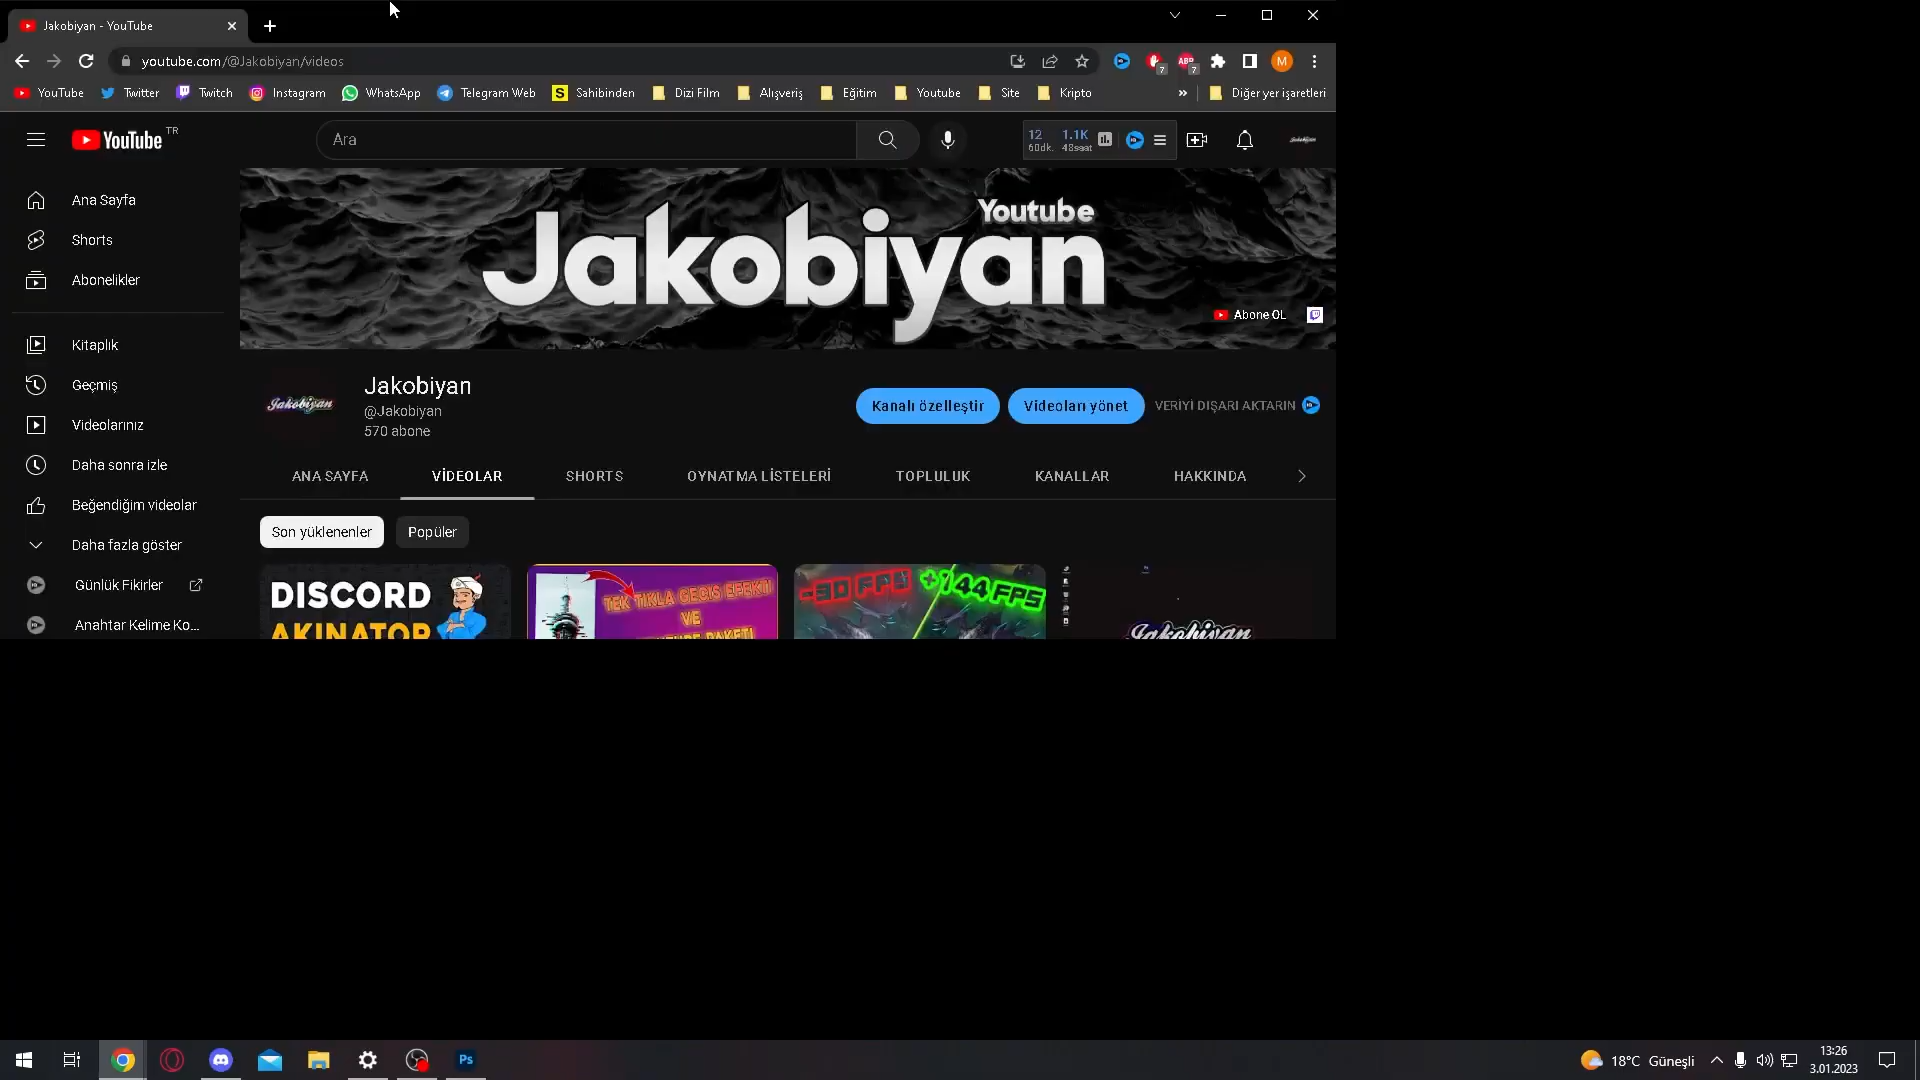 Jakobiyan - YouTube
youtube.com/@Jakobiyan/videos
7
7
M
YouTube
Twitter
Twitch
Instagram
WhatsApp
Telegram Web
Sahibinden
Dizi Film
Alışveriş
Eğitim
Youtube
Site
Kripto
»
Diğer yer işaretleri
YouTube TR
Ara
12
60dk.
1.1K
48saat
Ana Sayfa
Shorts
Abonelikler
Kitaplık
Geçmiş
Videolarınız
Daha sonra izle
Beğendiğim videolar
Daha fazla göster
Günlük Fikirler
Anahtar Kelime Ko...
Youtube
Jakobiyan
Abone OL
Jakobiyan
Jakobiyan
@Jakobiyan
570 abone
Kanalı özelleştir
Videoları yönet
VERİYİ DIŞARI AKTARIN
ANA SAYFA
VİDEOLAR
SHORTS
OYNATMA LİSTELERİ
TOPLULUK
KANALLAR
HAKKINDA
Son yüklenenler
Popüler
DISCORD
AKINATOR
TEK TIKLA GECIS EFEKTI
VE
PAKETI
-30 FPS +144 FPS
Jakobiyan
Ps
18°C Güneşli
13:26
3.01.2023